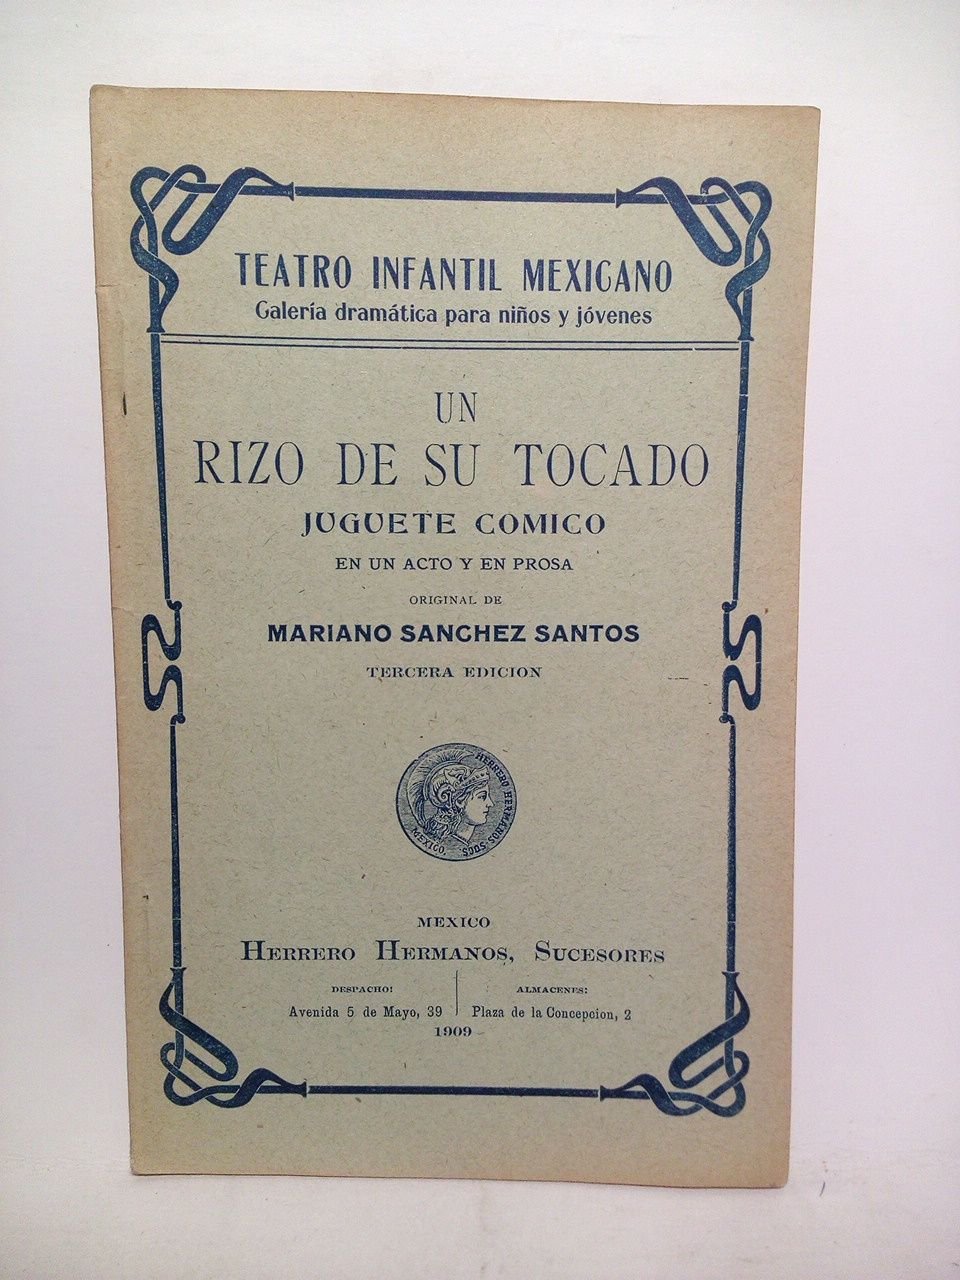 TEATRO INFANTIL MEXICANO
Galería dramática para niños y jóvenes
UN
RIZO DE SU TOCADO
JUGUETE COMICO
EN UN ACTO Y EN PROSA
ORIGINAL DE
MARIANO SANCHEZ SANTOS
TERCERA EDICION
HERRERO HERMANOS SUCS.
MEXICO.
MEXICO
HERRERO HERMANOS, SUCESORES
DESPACHO:
Avenida 5 de Mayo, 39
ALMACENES:
Plaza de la Concepcion, 2
1909